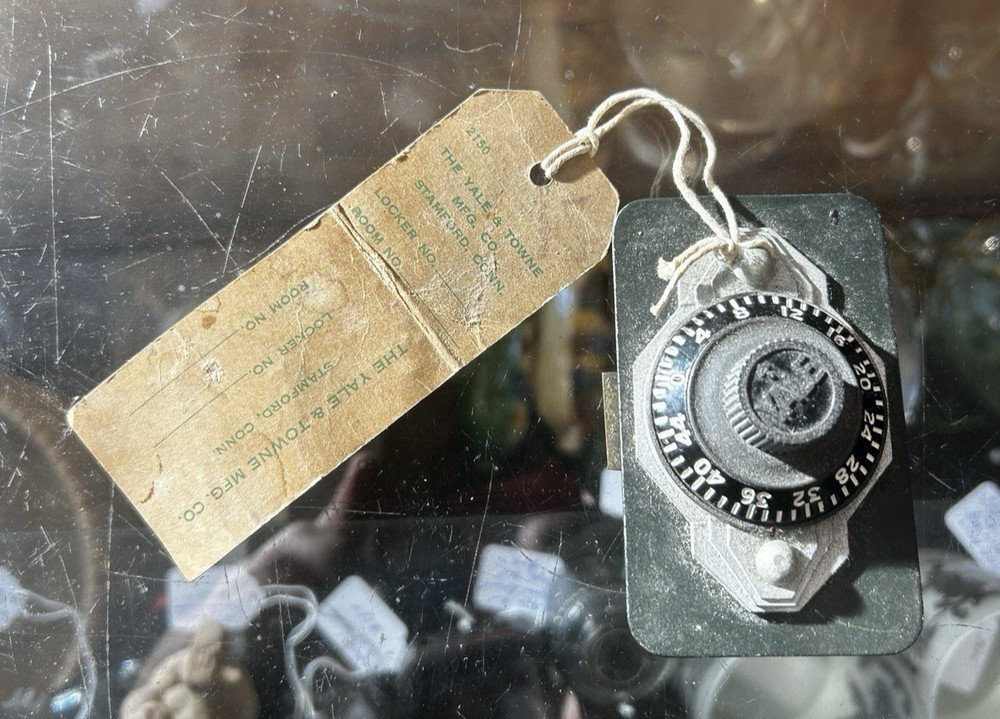 2150
THE YALE & TOWNE
MFG. CO.
STAMFORD, CONN.
LOCKER NO.
ROOM NO.
THE YALE & TOWNE MFG. CO.
STAMFORD, CONN.
LOCKER NO.
ROOM NO.
0 4 8 12 16 20 24 28 32 36 40 44